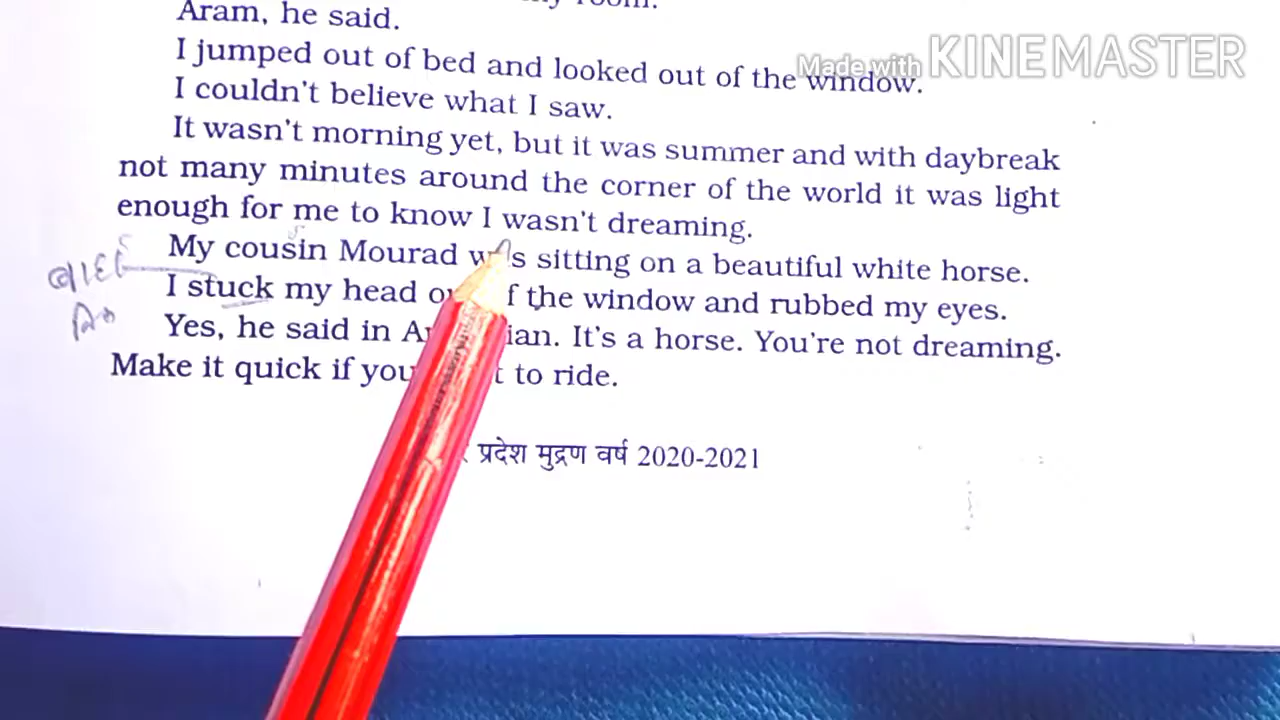 room.
Aram, he said.
I jumped out of bed and looked out of the window.
Made with KINEMASTER
I couldn't believe what I saw.
It wasn't morning yet, but it was summer and with daybreak
not many minutes around the corner of the world it was light
enough for me to know I wasn't dreaming.
My cousin Mourad was sitting on a beautiful white horse.
I stuck my head of the window and rubbed my eyes.
Yes, he said in It's a horse. You're not dreaming.
Make it quick if you to ride.
प्रदेश मुद्रण वर्ष 2020-2021